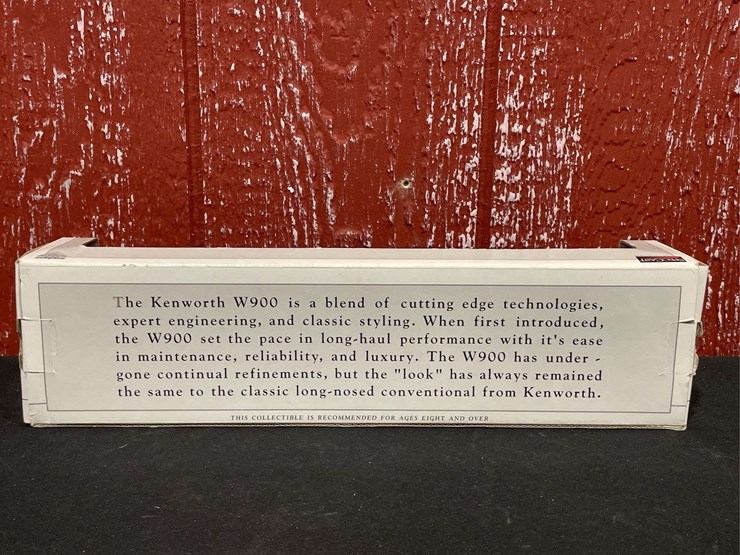 The Kenworth W900 is a blend of cutting edge technologies,
expert engineering, and classic styling. When first introduced,
the W900 set the pace in long-haul performance with it's ease
in maintenance, reliability, and luxury. The W900 has under -
gone continual refinements, but the "look" has always remained
the same to the classic long-nosed conventional from Kenworth.
THIS COLLECTIBLE IS RECOMMENDED FOR AGES EIGHT AND OVER